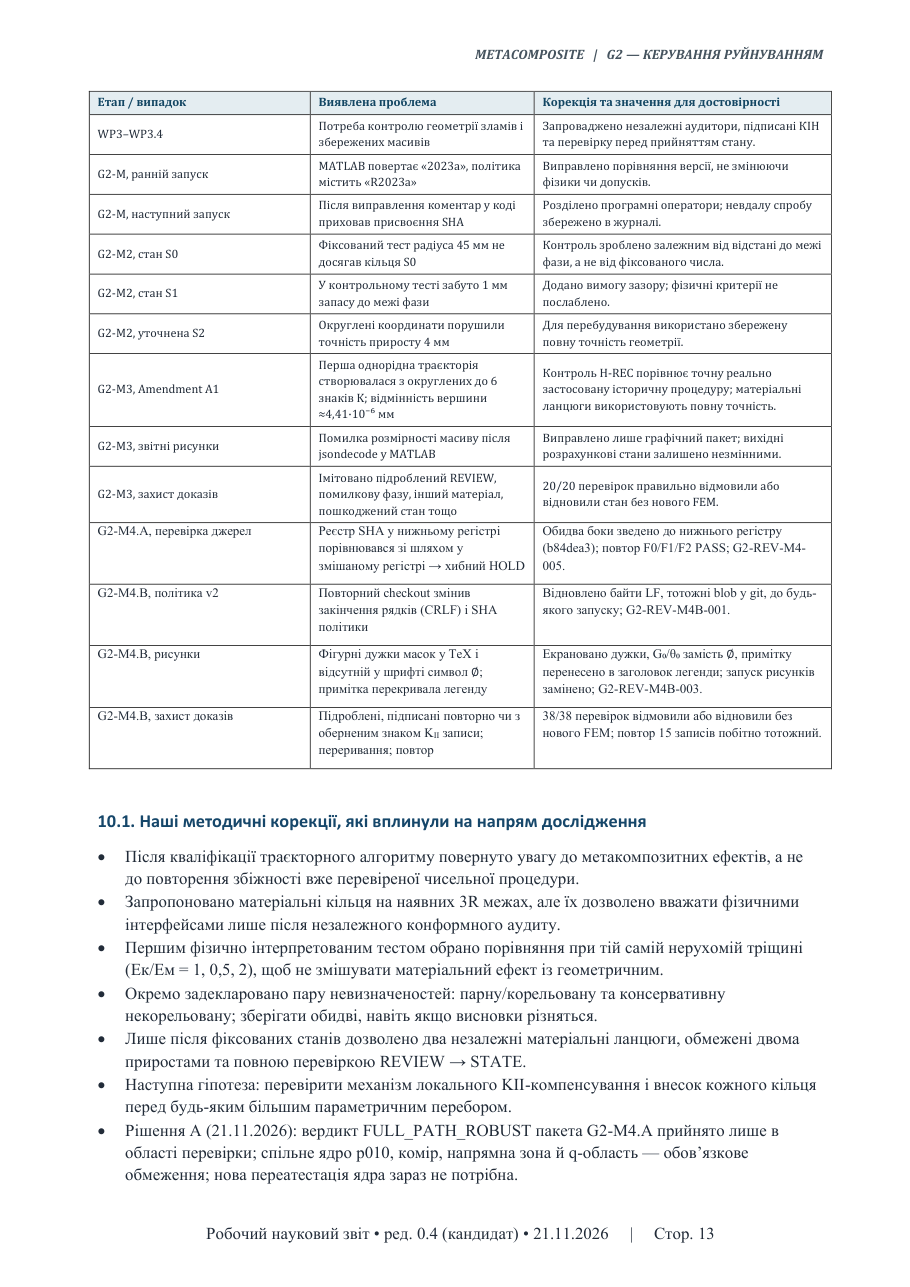 METACOMPOSITE | G2 — КЕРУВАННЯ РУЙНУВАННЯМ
Етап / випадок
Виявлена проблема
Корекція та значення для достовірності
WP3–WP3.4
Потреба контролю геометрії зламів і
збережених масивів
Запроваджено незалежні аудитори, підписані КІН
та перевірку перед прийняттям стану.
G2-M, ранній запуск
MATLAB повертає «2023a», політика
містить «R2023a»
Виправлено порівняння версії, не змінюючи
фізики чи допусків.
G2-M, наступний запуск
Після виправлення коментар у коді
приховав присвоєння SHA
Розділено програмні оператори; невдалу спробу
збережено в журналі.
G2-M2, стан S0
Фіксований тест радіуса 45 мм не
досягав кільця S0
Контроль зроблено залежним від відстані до межі
фази, а не від фіксованого числа.
G2-M2, стан S1
У контрольному тесті забуто 1 мм
запасу до межі фази
Додано вимогу зазору; фізичні критерії не
послаблено.
G2-M2, уточнена S2
Округлені координати порушили
точність приросту 4 мм
Для перебудування використано збережену
повну точність геометрії.
G2-M3, Amendment A1
Перша однорідна траєкторія
створювалася з округлених до 6
знаків K; відмінність вершини
≈4,41·10⁻⁶ мм
Контроль H-REC порівнює точну реально
застосовану історичну процедуру; матеріальні
ланцюги використовують повну точність.
G2-M3, звітні рисунки
Помилка розмірності масиву після
jsondecode у MATLAB
Виправлено лише графічний пакет; вихідні
розрахункові стани залишено незмінними.
G2-M3, захист доказів
Імітовано підроблений REVIEW,
помилкову фазу, інший матеріал,
пошкоджений стан тощо
20/20 перевірок правильно відмовили або
відновили стан без нового FEM.
G2-M4.A, перевірка джерел
Реєстр SHA у нижньому регістрі
порівнювався зі шляхом у
змішаному регістрі → хибний HOLD
Обидва боки зведено до нижнього регістру
(b84dea3); повтор F0/F1/F2 PASS; G2-REV-M4-
005.
G2-M4.B, політика v2
Повторний checkout змінив
закінчення рядків (CRLF) і SHA
політики
Відновлено байти LF, тотожні blob у git, до будь-
якого запуску; G2-REV-M4B-001.
G2-M4.B, рисунки
Фігурні дужки масок у TeX і
відсутній у шрифті символ ∅;
примітка перекривала легенду
Екрановано дужки, G₀/θ₀ замість ∅, примітку
перенесено в заголовок легенди; запуск рисунків
замінено; G2-REV-M4B-003.
G2-M4.B, захист доказів
Підроблені, підписані повторно чи з
оберненим знаком K_II записи;
переривання; повтор
38/38 перевірок відмовили або відновили без
нового FEM; повтор 15 записів побітно тотожний.
10.1. Наші методичні корекції, які вплинули на напрям дослідження
• Після кваліфікації траєкторного алгоритму повернуто увагу до метакомпозитних ефектів, а не
до повторення збіжності вже перевіреної чисельної процедури.
• Запропоновано матеріальні кільця на наявних 3R межах, але їх дозволено вважати фізичними
інтерфейсами лише після незалежного конформного аудиту.
• Першим фізично інтерпретованим тестом обрано порівняння при тій самій нерухомій тріщині
(Ек/Ем = 1, 0,5, 2), щоб не змішувати матеріальний ефект із геометричним.
• Окремо задекларовано пару невизначеностей: парну/корельовану та консервативну
некорельовану; зберігати обидві, навіть якщо висновки різняться.
• Лише після фіксованих станів дозволено два незалежні матеріальні ланцюги, обмежені двома
приростами та повною перевіркою REVIEW → STATE.
• Наступна гіпотеза: перевірити механізм локального KII-компенсування і внесок кожного кільця
перед будь-яким більшим параметричним перебором.
• Рішення A (21.11.2026): вердикт FULL_PATH_ROBUST пакета G2-M4.A прийнято лише в
області перевірки; спільне ядро p010, комір, напрямна зона й q-область — обов’язкове
обмеження; нова переатестація ядра зараз не потрібна.
Робочий науковий звіт • ред. 0.4 (кандидат) • 21.11.2026 | Стор. 13